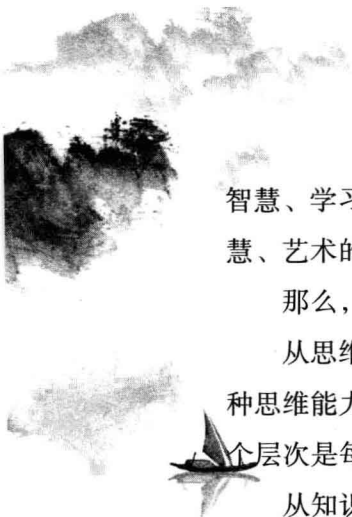 智慧、学习
慧、艺术的
那么，
从思维
种思维能力
个层次是每
从知识